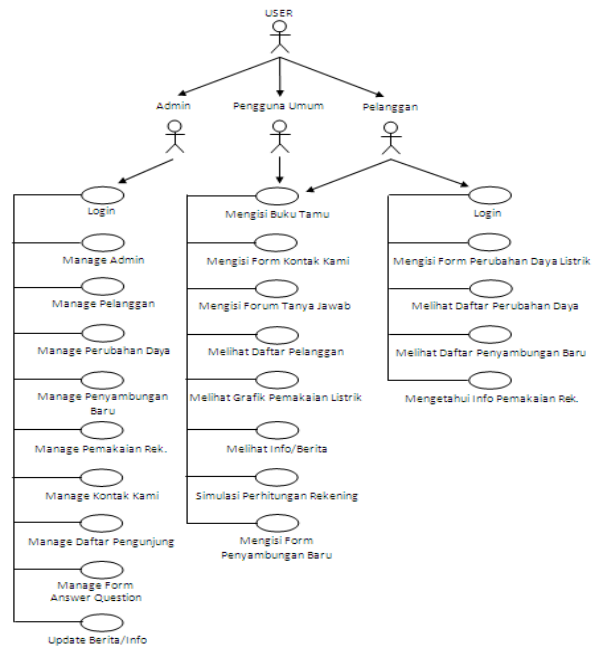 USER
Admin
Pengguna Umum
Pelanggan
Login
Manage Admin
Manage Pelanggan
Manage Perubahan Daya
Manage Penyambungan
Baru
Manage Pemakaian Rek.
Manage Kontak Kami
Manage Daftar Pengunjung
Manage Form
Answer Question
Update Berita/Info
Mengisi Buku Tamu
Mengisi Form Kontak Kami
Mengisi Forum Tanya Jawab
Melihat Daftar Pelanggan
Melihat Grafik Pemakaian Listrik
Melihat Info/Berita
Simulasi Perhitungan Rekening
Mengisi Form
Penyambungan Baru
Login
Mengisi Form Perubahan Daya Listrik
Melihat Daftar Perubahan Daya
Melihat Daftar Penyambungan Baru
Mengetahui Info Pemakaian Rek.